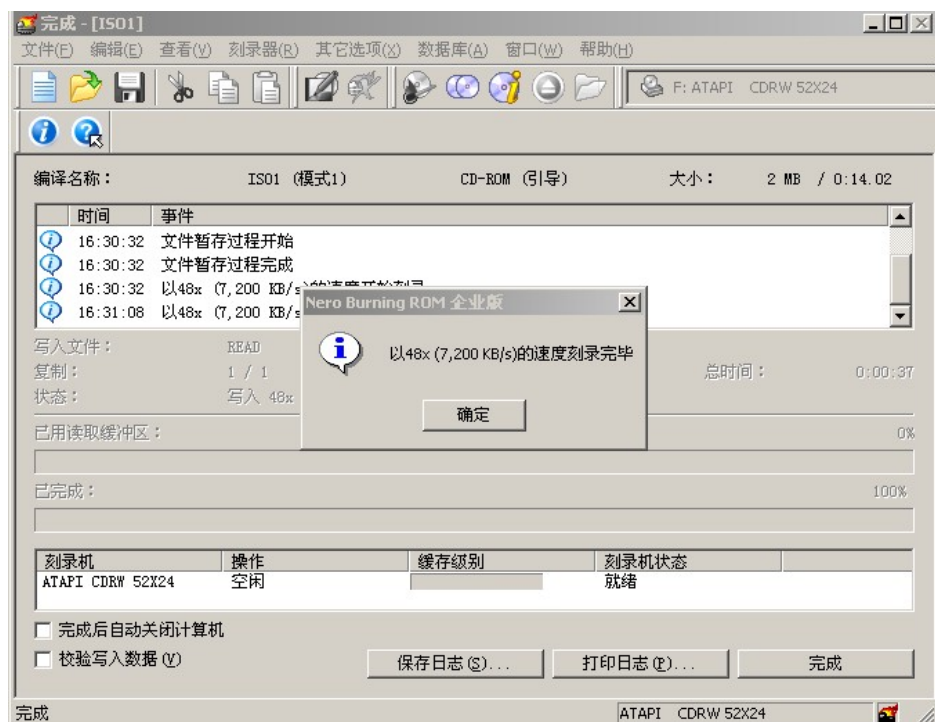 完成 - [ISO1]
文件(F) 编辑(E) 查看(V) 刻录器(R) 其它选项(X) 数据库(A) 窗口(W) 帮助(H)
F: ATAPI CDRW 52X24
编译名称： ISO1 (模式1) CD-ROM (引导) 大小： 2 MB / 0:14.02
时间 事件
16:30:32 文件暂存过程开始
16:30:32 文件暂存过程完成
16:30:32 以48x (7,200 KB/s)的速度开始刻录
16:31:08 以48x (7,200 KB/s
Nero Burning ROM 企业版
以48x (7,200 KB/s)的速度刻录完毕
确定
写入文件： READ
复制： 1 / 1 总时间： 0:00:37
状态： 写入 48x
已用读取缓冲区： 0%
已完成： 100%
刻录机 操作 缓存级别 刻录机状态
ATAPI CDRW 52X24 空闲 就绪
完成后自动关闭计算机
校验写入数据(V)
保存日志(S)... 打印日志(P)... 完成
完成 ATAPI CDRW 52X24